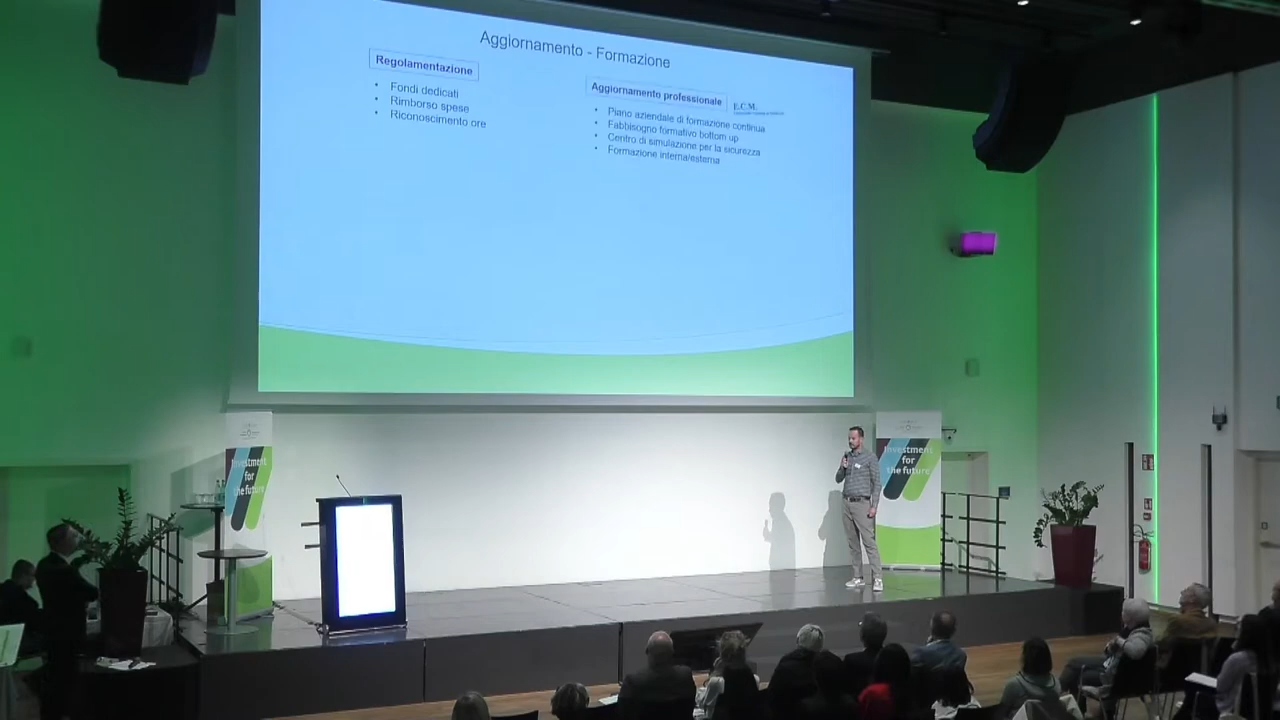 Aggiornamento - Formazione
Regolamentazione
• Fondi dedicati
• Rimborso spese
• Riconoscimento ore
Aggiornamento professionale
E.C.M.
• Piano aziendale di formazione continua
• Fabbisogno formativo bottom up
• Centro di simulazione per la sicurezza
• Formazione interna/esterna
Investment
for
the future
Investment
for
the future